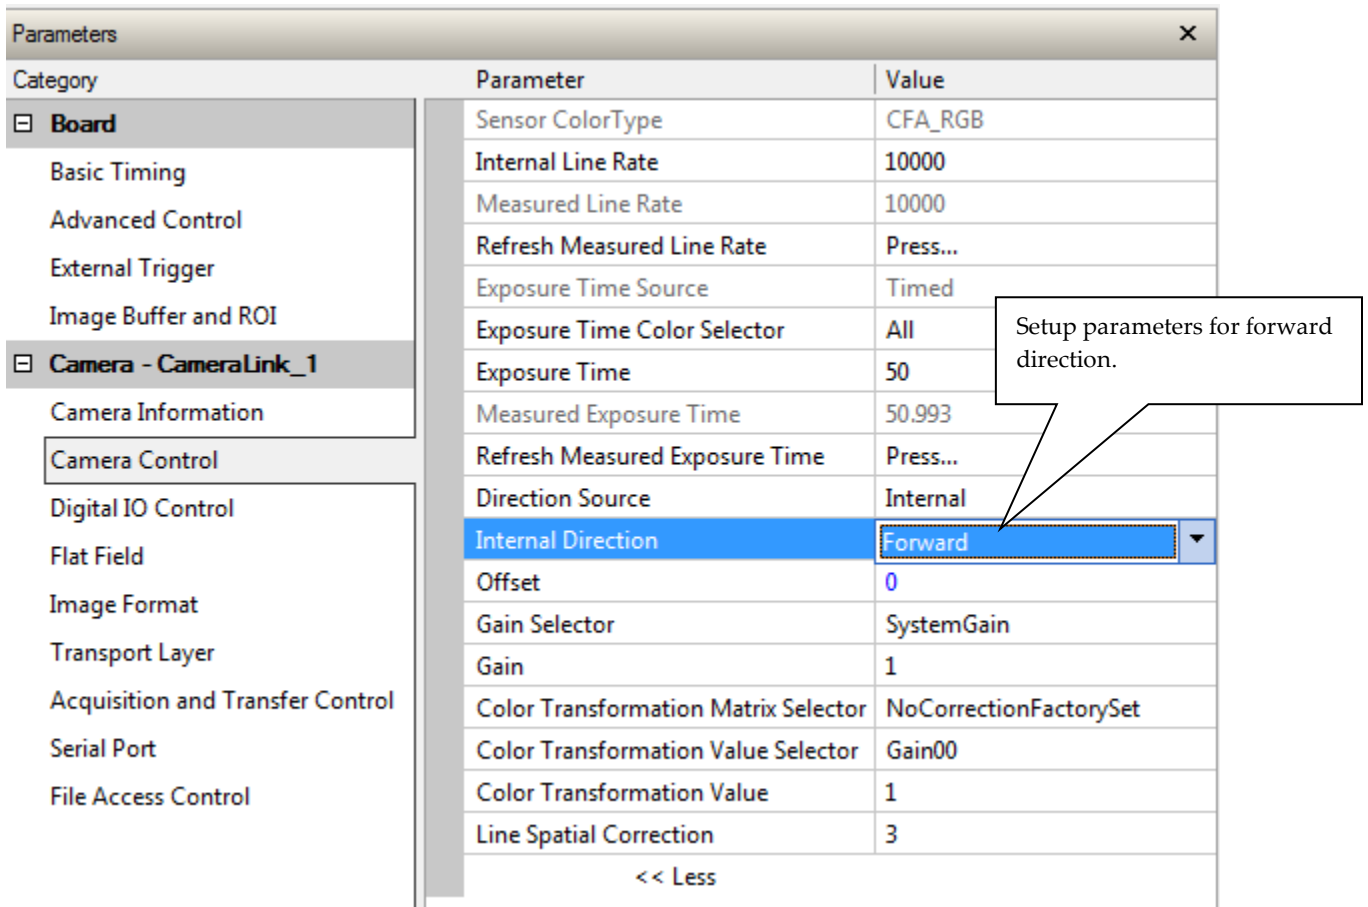 Parameters
Category
Parameter Value
Board
Basic Timing
Advanced Control
External Trigger
Image Buffer and ROI
Camera - CameraLink_1
Camera Information
Camera Control
Digital IO Control
Flat Field
Image Format
Transport Layer
Acquisition and Transfer Control
Serial Port
File Access Control
Sensor ColorType CFA_RGB
Internal Line Rate 10000
Measured Line Rate 10000
Refresh Measured Line Rate Press...
Exposure Time Source Timed
Exposure Time Color Selector All
Exposure Time 50
Measured Exposure Time 50.993
Refresh Measured Exposure Time Press...
Direction Source Internal
Internal Direction Forward
Offset 0
Gain Selector SystemGain
Gain 1
Color Transformation Matrix Selector NoCorrectionFactorySet
Color Transformation Value Selector Gain00
Color Transformation Value 1
Line Spatial Correction 3
<< Less
Setup parameters for forward
direction.